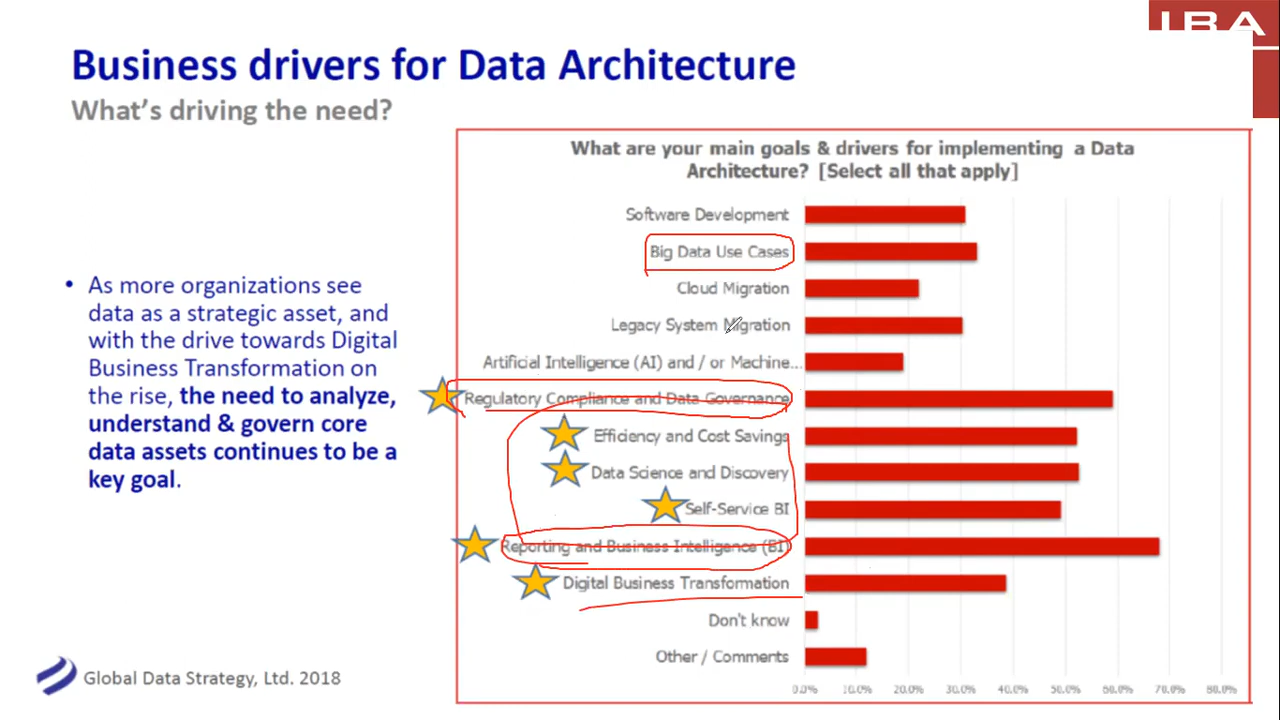 IBA
Business drivers for Data Architecture
What's driving the need?
What are your main goals & drivers for implementing a Data
Architecture? [Select all that apply]
Software Development
Big Data Use Cases
Cloud Migration
Legacy System Migration
Artificial Intelligence (AI) and / or Machine...
Regulatory Compliance and Data Governance
Efficiency and Cost Savings
Data Science and Discovery
Self-Service BI
Reporting and Business Intelligence (BI)
Digital Business Transformation
Don't know
Other / Comments
0.0% 10.0% 20.0% 30.0% 40.0% 50.0% 60.0% 70.0% 80.0%
• As more organizations see
data as a strategic asset, and
with the drive towards Digital
Business Transformation on
the rise, the need to analyze,
understand & govern core
data assets continues to be a
key goal.
Global Data Strategy, Ltd. 2018